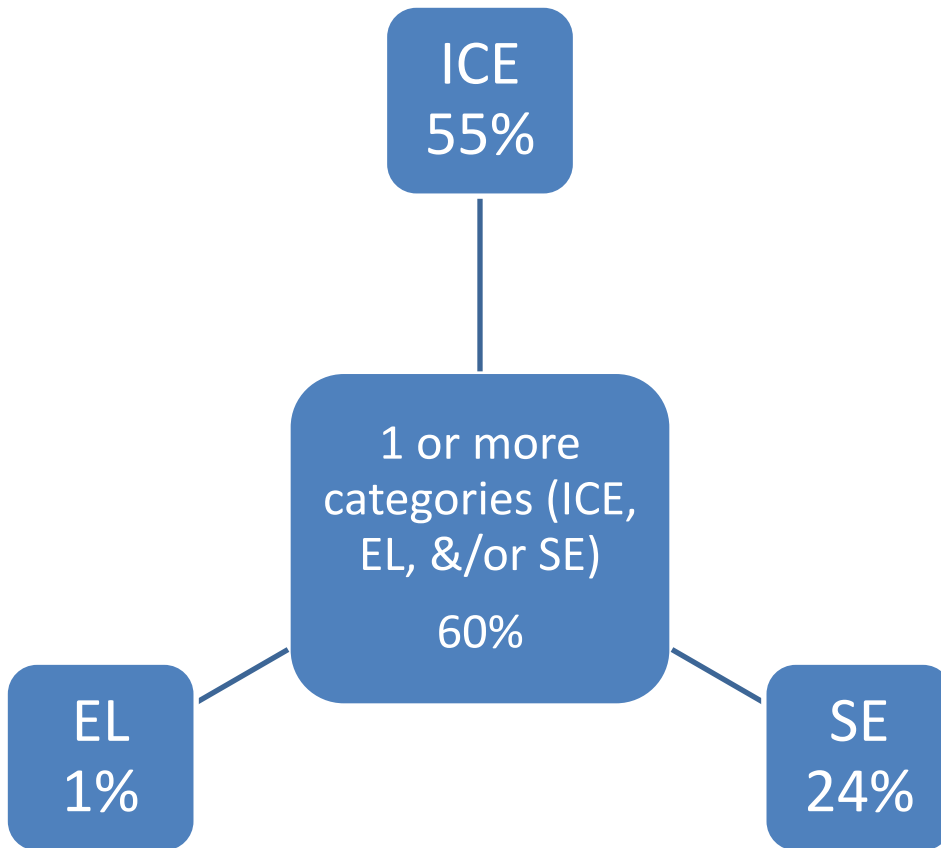 ICE
55%
1 or more
categories (ICE,
EL, &/or SE)
60%
EL
1%
SE
24%